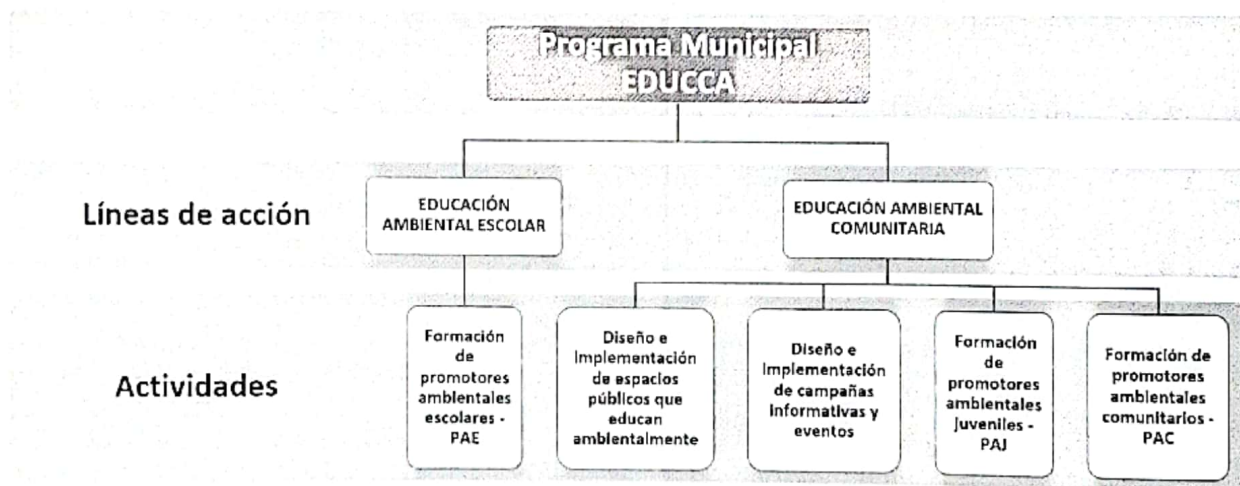 Programa Municipal
EDUCCA
Líneas de acción
EDUCACIÓN
AMBIENTAL ESCOLAR
EDUCACIÓN AMBIENTAL
COMUNITARIA
Actividades
Formación
de
promotores
ambientales
escolares -
PAE
Diseño e
Implementación
de espacios
públicos que
educan
ambientalmente
Diseño e
Implementación
de campañas
informativas y
eventos
Formación
de
promotores
ambientales
juveniles -
PAJ
Formación de
promotores
ambientales
comunitarios -
PAC